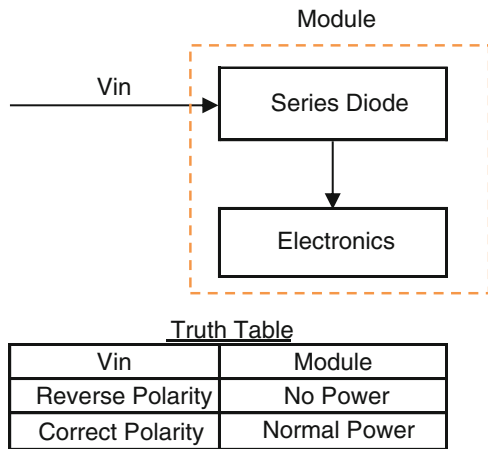 Module
Vin
Series Diode
Electronics
Truth Table
Vin Module
Reverse Polarity No Power
Correct Polarity Normal Power